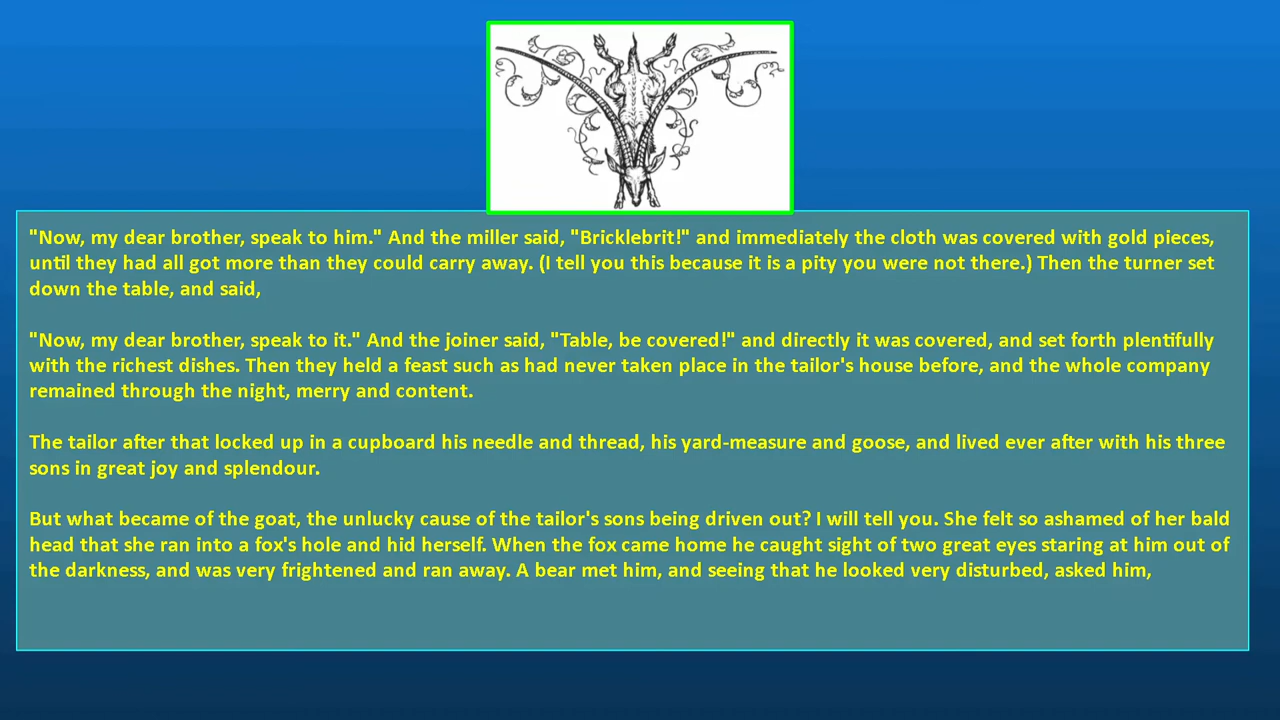 "Now, my dear brother, speak to him." And the miller said, "Bricklebrit!" and immediately the cloth was covered with gold pieces,
until they had all got more than they could carry away. (I tell you this because it is a pity you were not there.) Then the turner set
down the table, and said,
"Now, my dear brother, speak to it." And the joiner said, "Table, be covered!" and directly it was covered, and set forth plentifully
with the richest dishes. Then they held a feast such as had never taken place in the tailor's house before, and the whole company
remained through the night, merry and content.
The tailor after that locked up in a cupboard his needle and thread, his yard-measure and goose, and lived ever after with his three
sons in great joy and splendour.
But what became of the goat, the unlucky cause of the tailor's sons being driven out? I will tell you. She felt so ashamed of her bald
head that she ran into a fox's hole and hid herself. When the fox came home he caught sight of two great eyes staring at him out of
the darkness, and was very frightened and ran away. A bear met him, and seeing that he looked very disturbed, asked him,